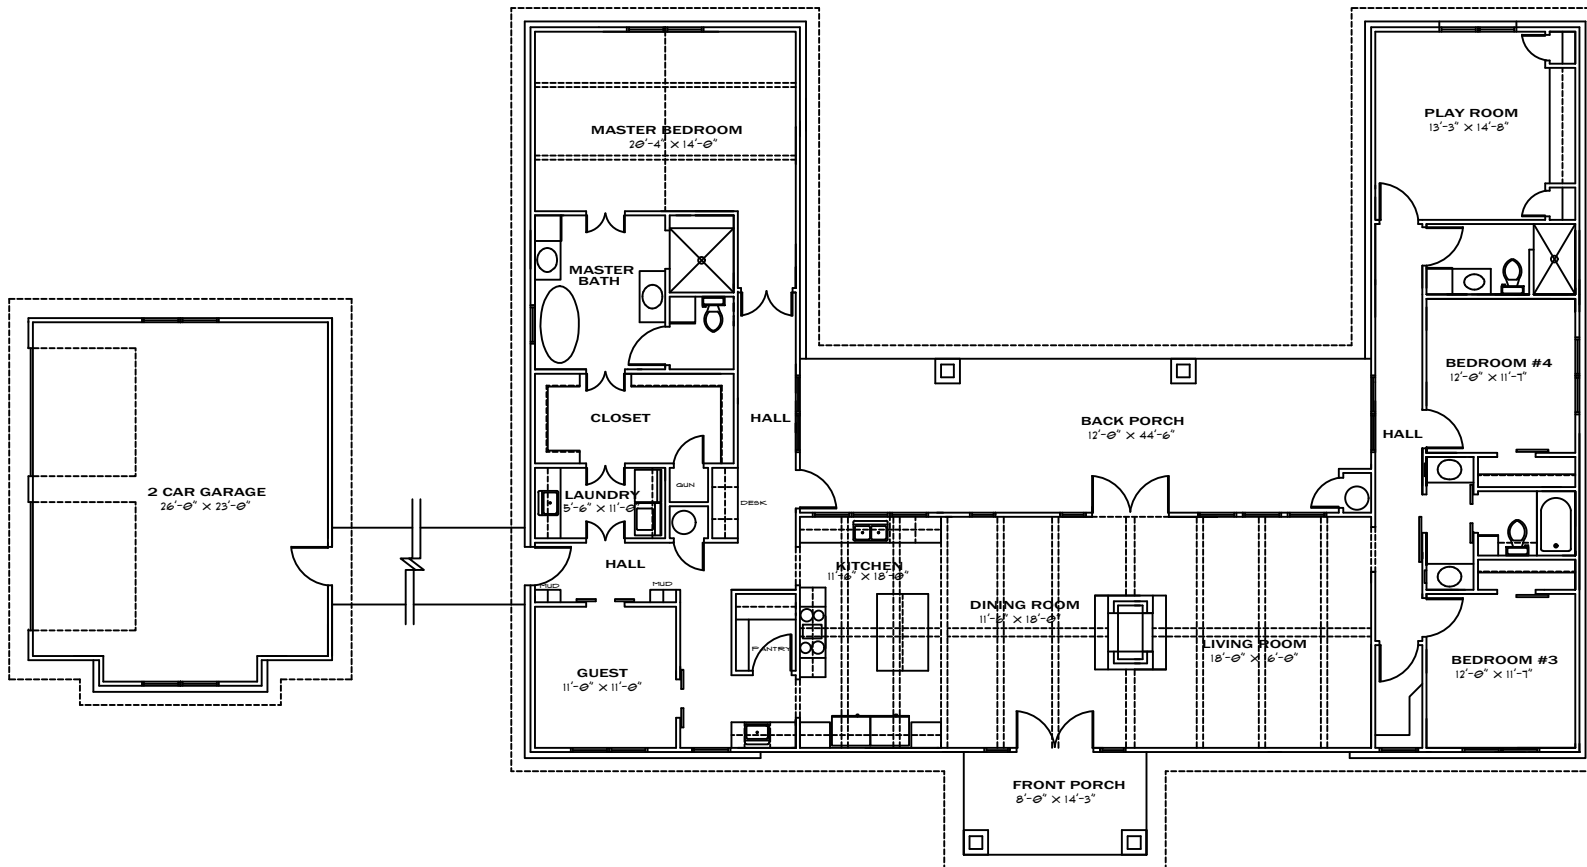 MASTER BEDROOM
20'-4" X 14'-0"
PLAY ROOM
13'-3" X 14'-8"
MASTER
BATH
BEDROOM #4
12'-0" X 11'-7"
CLOSET
HALL
BACK PORCH
12'-0" X 44'-6"
HALL
2 CAR GARAGE
26'-0" X 23'-0"
LAUNDRY
5'-6" X 11'-0"
GUN
DESK
HALL
MUD
MUD
KITCHEN
11'-6" X 18'-0"
DINING ROOM
11'-6" X 18'-0"
PANTRY
LIVING ROOM
18'-0" X 16'-0"
GUEST
11'-0" X 11'-0"
BEDROOM #3
12'-0" X 11'-7"
FRONT PORCH
8'-0" X 14'-3"